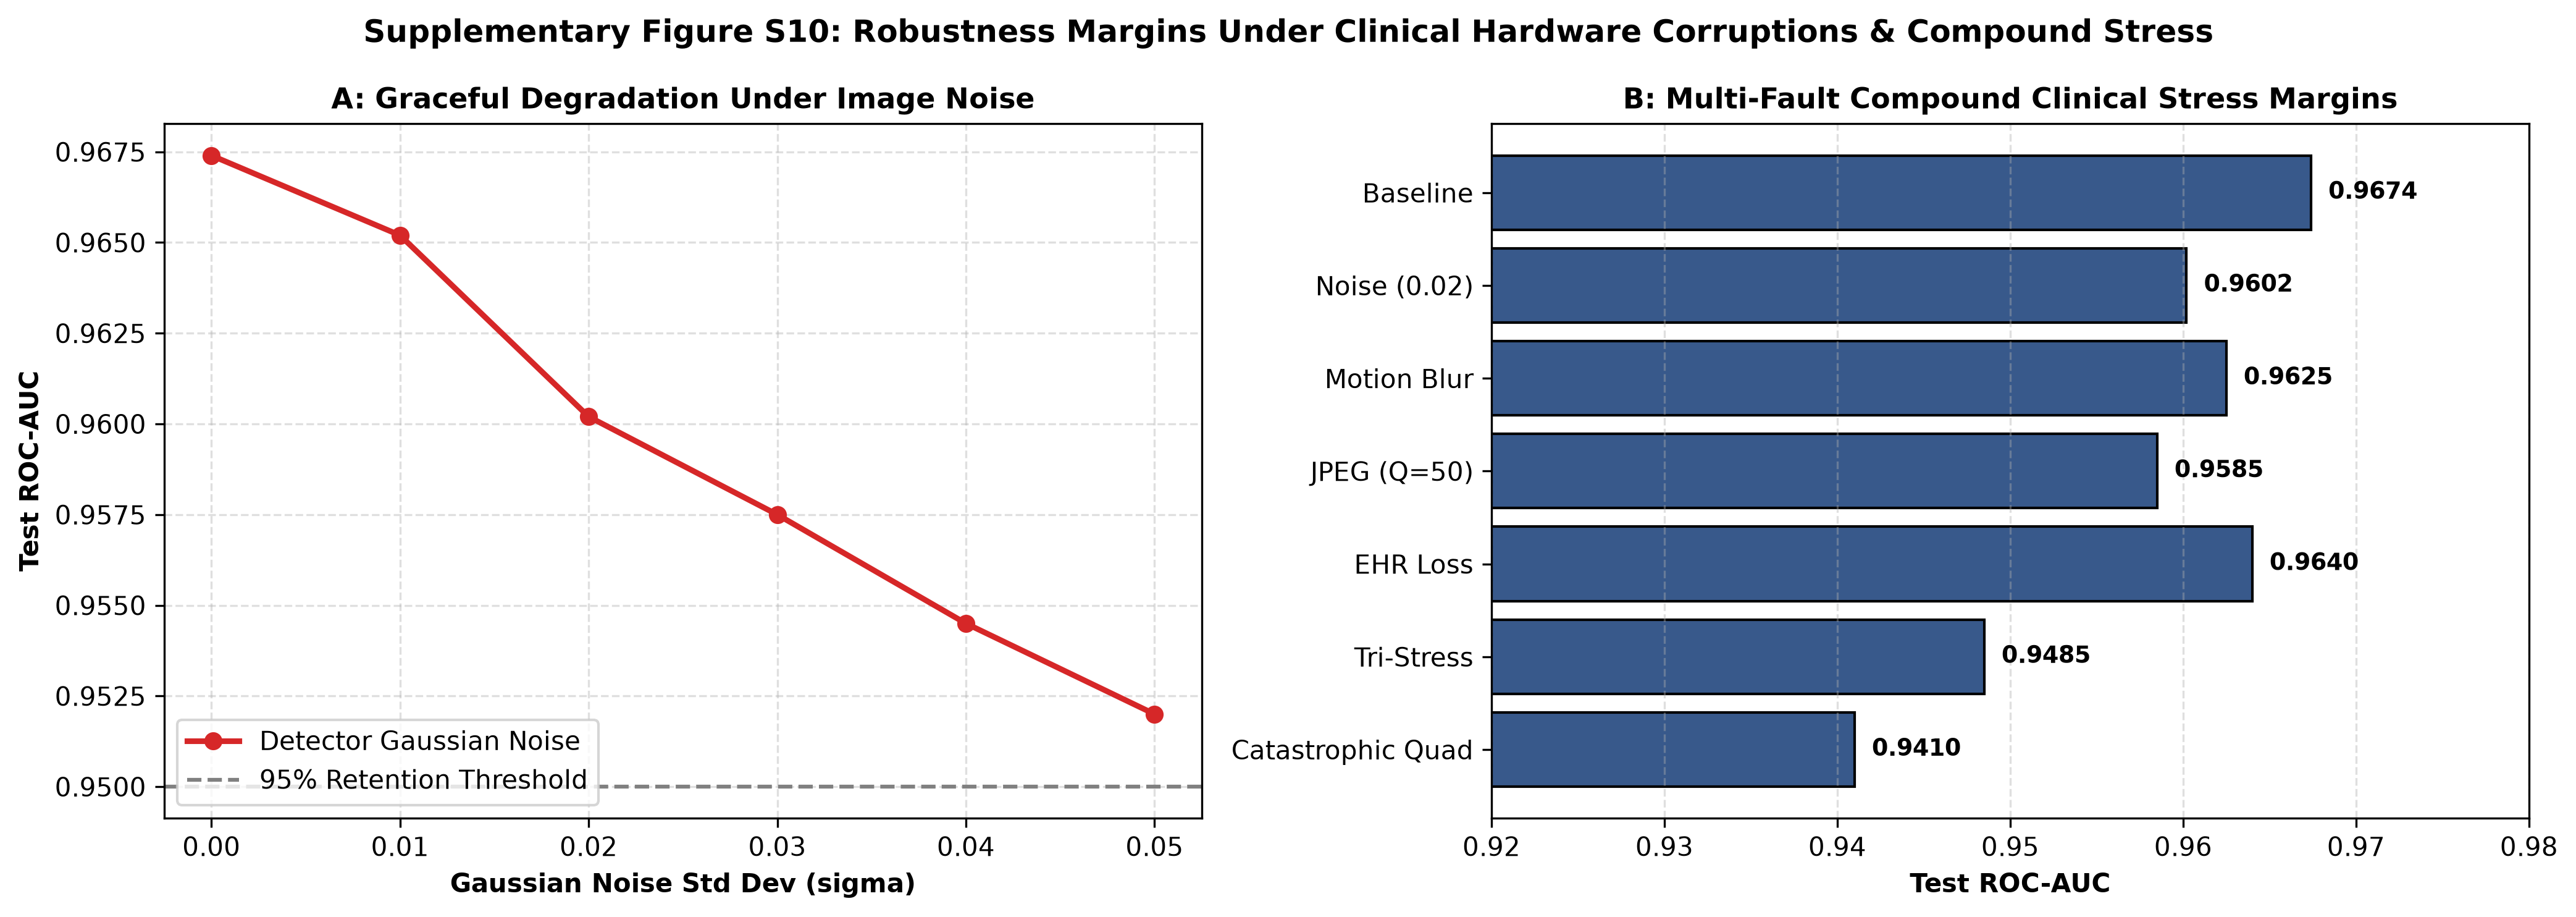 Supplementary Figure S10: Robustness Margins Under Clinical Hardware Corruptions & Compound Stress
A: Graceful Degradation Under Image Noise
Test ROC-AUC
0.9675
0.9650
0.9625
0.9600
0.9575
0.9550
0.9525
0.9500
Detector Gaussian Noise
95% Retention Threshold
0.00 0.01 0.02 0.03 0.04 0.05
Gaussian Noise Std Dev (sigma)
B: Multi-Fault Compound Clinical Stress Margins
Baseline 0.9674
Noise (0.02) 0.9602
Motion Blur 0.9625
JPEG (Q=50) 0.9585
EHR Loss 0.9640
Tri-Stress 0.9485
Catastrophic Quad 0.9410
0.92 0.93 0.94 0.95 0.96 0.97 0.98
Test ROC-AUC